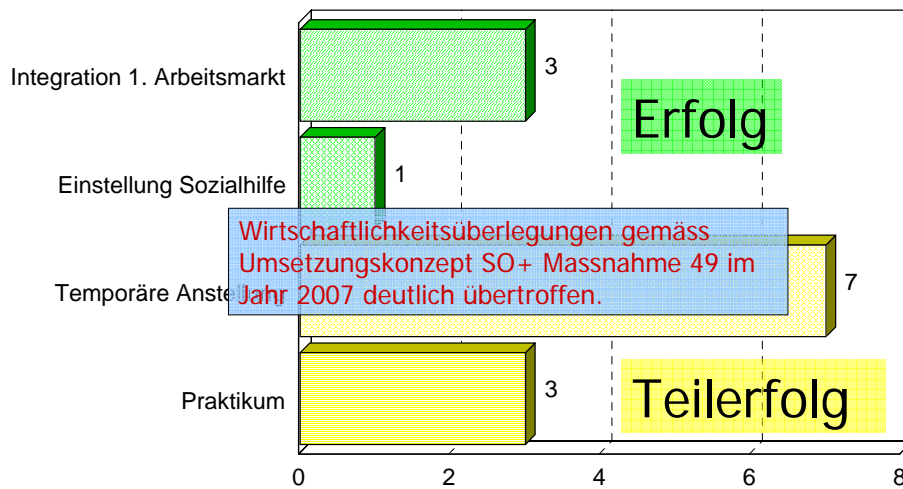 Integration 1. Arbeitsmarkt
3
Erfolg
Einstellung Sozialhilfe
1
Wirtschaftlichkeitsüberlegungen gemäss
Umsetzungskonzept SO+ Massnahme 49 im
Jahr 2007 deutlich übertroffen.
Temporäre Anstellung
7
Praktikum
3
Teilerfolg
0 2 4 6 8